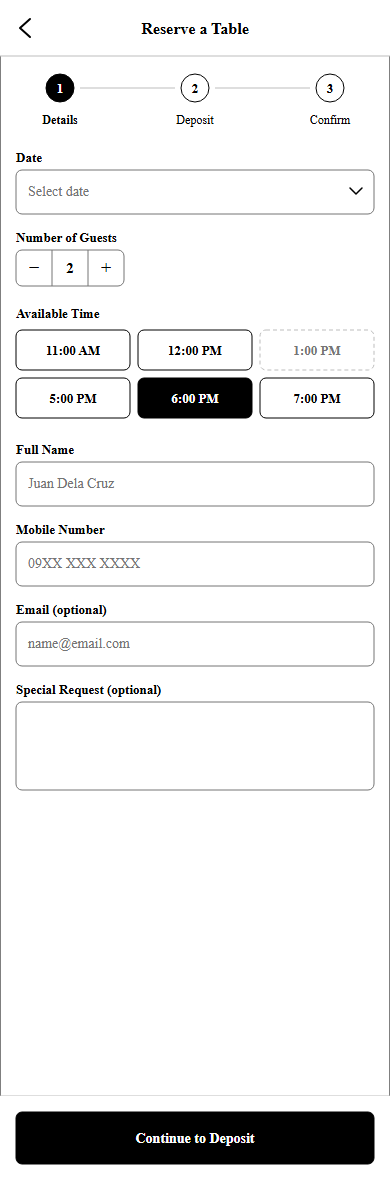 Reserve a Table
1 2 3
Details Deposit Confirm
Date
Select date
Number of Guests
− 2 +
Available Time
11:00 AM 12:00 PM 1:00 PM
5:00 PM 6:00 PM 7:00 PM
Full Name
Juan Dela Cruz
Mobile Number
09XX XXX XXXX
Email (optional)
name@email.com
Special Request (optional)
Continue to Deposit